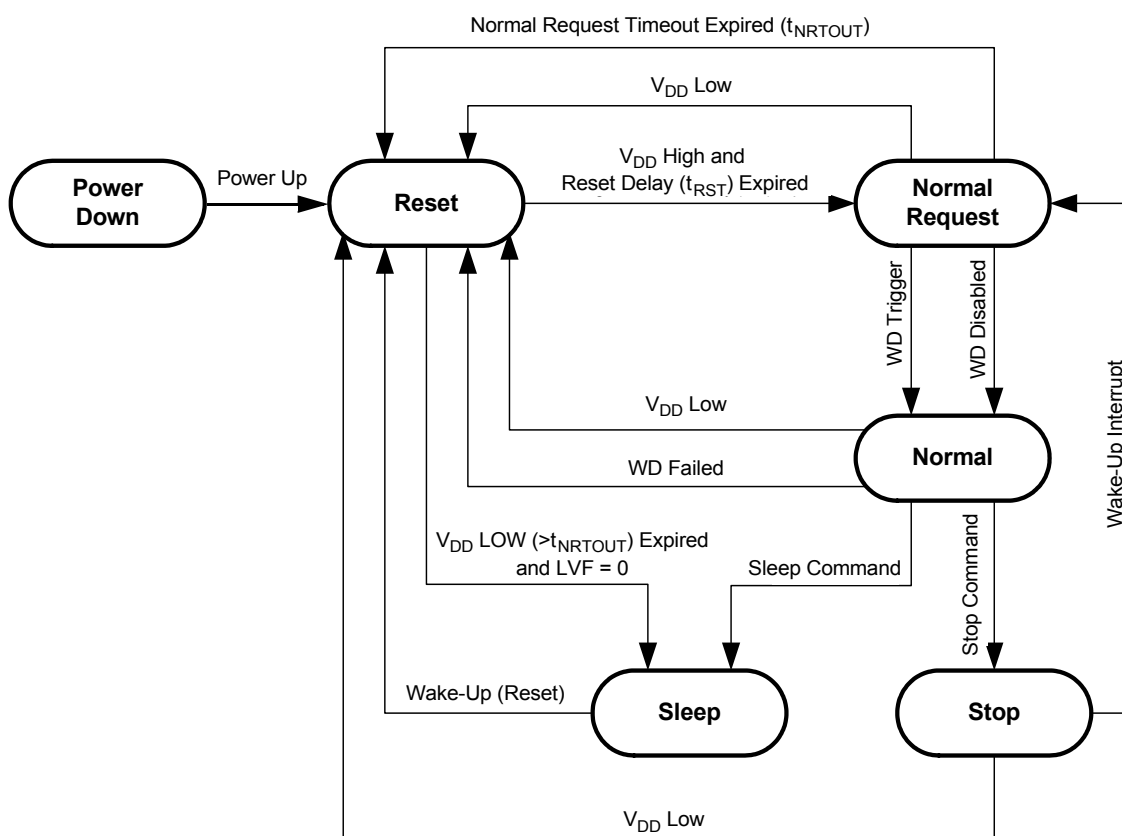 Normal Request Timeout Expired (tNRTOUT)
VDD Low
Power
Down
Power Up
Reset
VDD High and
Reset Delay (tRST) Expired
Normal
Request
WD Trigger
WD Disabled
Wake-Up Interrupt
VDD Low
Normal
WD Failed
VDD LOW (>tNRTOUT) Expired
and LVF = 0
Sleep Command
Stop Command
Wake-Up (Reset)
Sleep
Stop
VDD Low